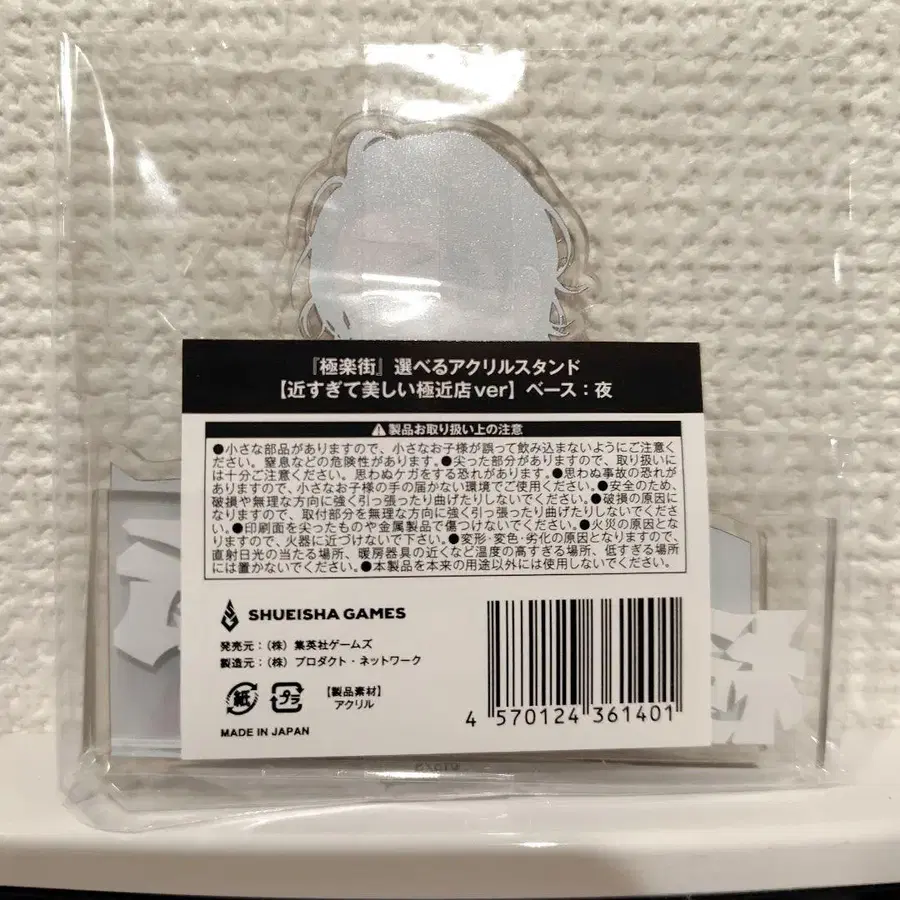 『極楽街』選べるアクリルスタンド
【近すぎて美しい極近店ver】ベース：夜
⚠製品お取り扱い上の注意
●小さな部品がありますので、小さなお子様が誤って飲み込まないようにご注意く
ださい。窒息などの危険性があります。●尖った部分がありますので、取り扱いに
は十分ご注意ください。思わぬケガをする恐れがあります。●思わぬ事故の恐れが
ありますので、小さなお子様の手の届かない環境でご使用ください。●安全のため、
破損や無理な方向に強く引っ張ったり曲げたりしないでください。●破損の原因に
なりますので、取付部分を無理な方向に強く引っ張ったり曲げたりしないでくださ
い。●印刷面を尖ったものや金属製品で傷つけないでください。●火災の原因とな
りますので、火器に近づけないで下さい。●変形・変色・劣化の原因となりますので、
直射日光の当たる場所、暖房器具の近くなど温度の高すぎる場所、低すぎる場所
には置かないでください。●本製品を本来の用途以外には使用しないでください。
SHUEISHA GAMES
発売元：（株）集英社ゲームズ
製造元：（株）プロダクト・ネットワーク
紙 プラ 【製品素材】
アクリル
MADE IN JAPAN
4 570124 361401